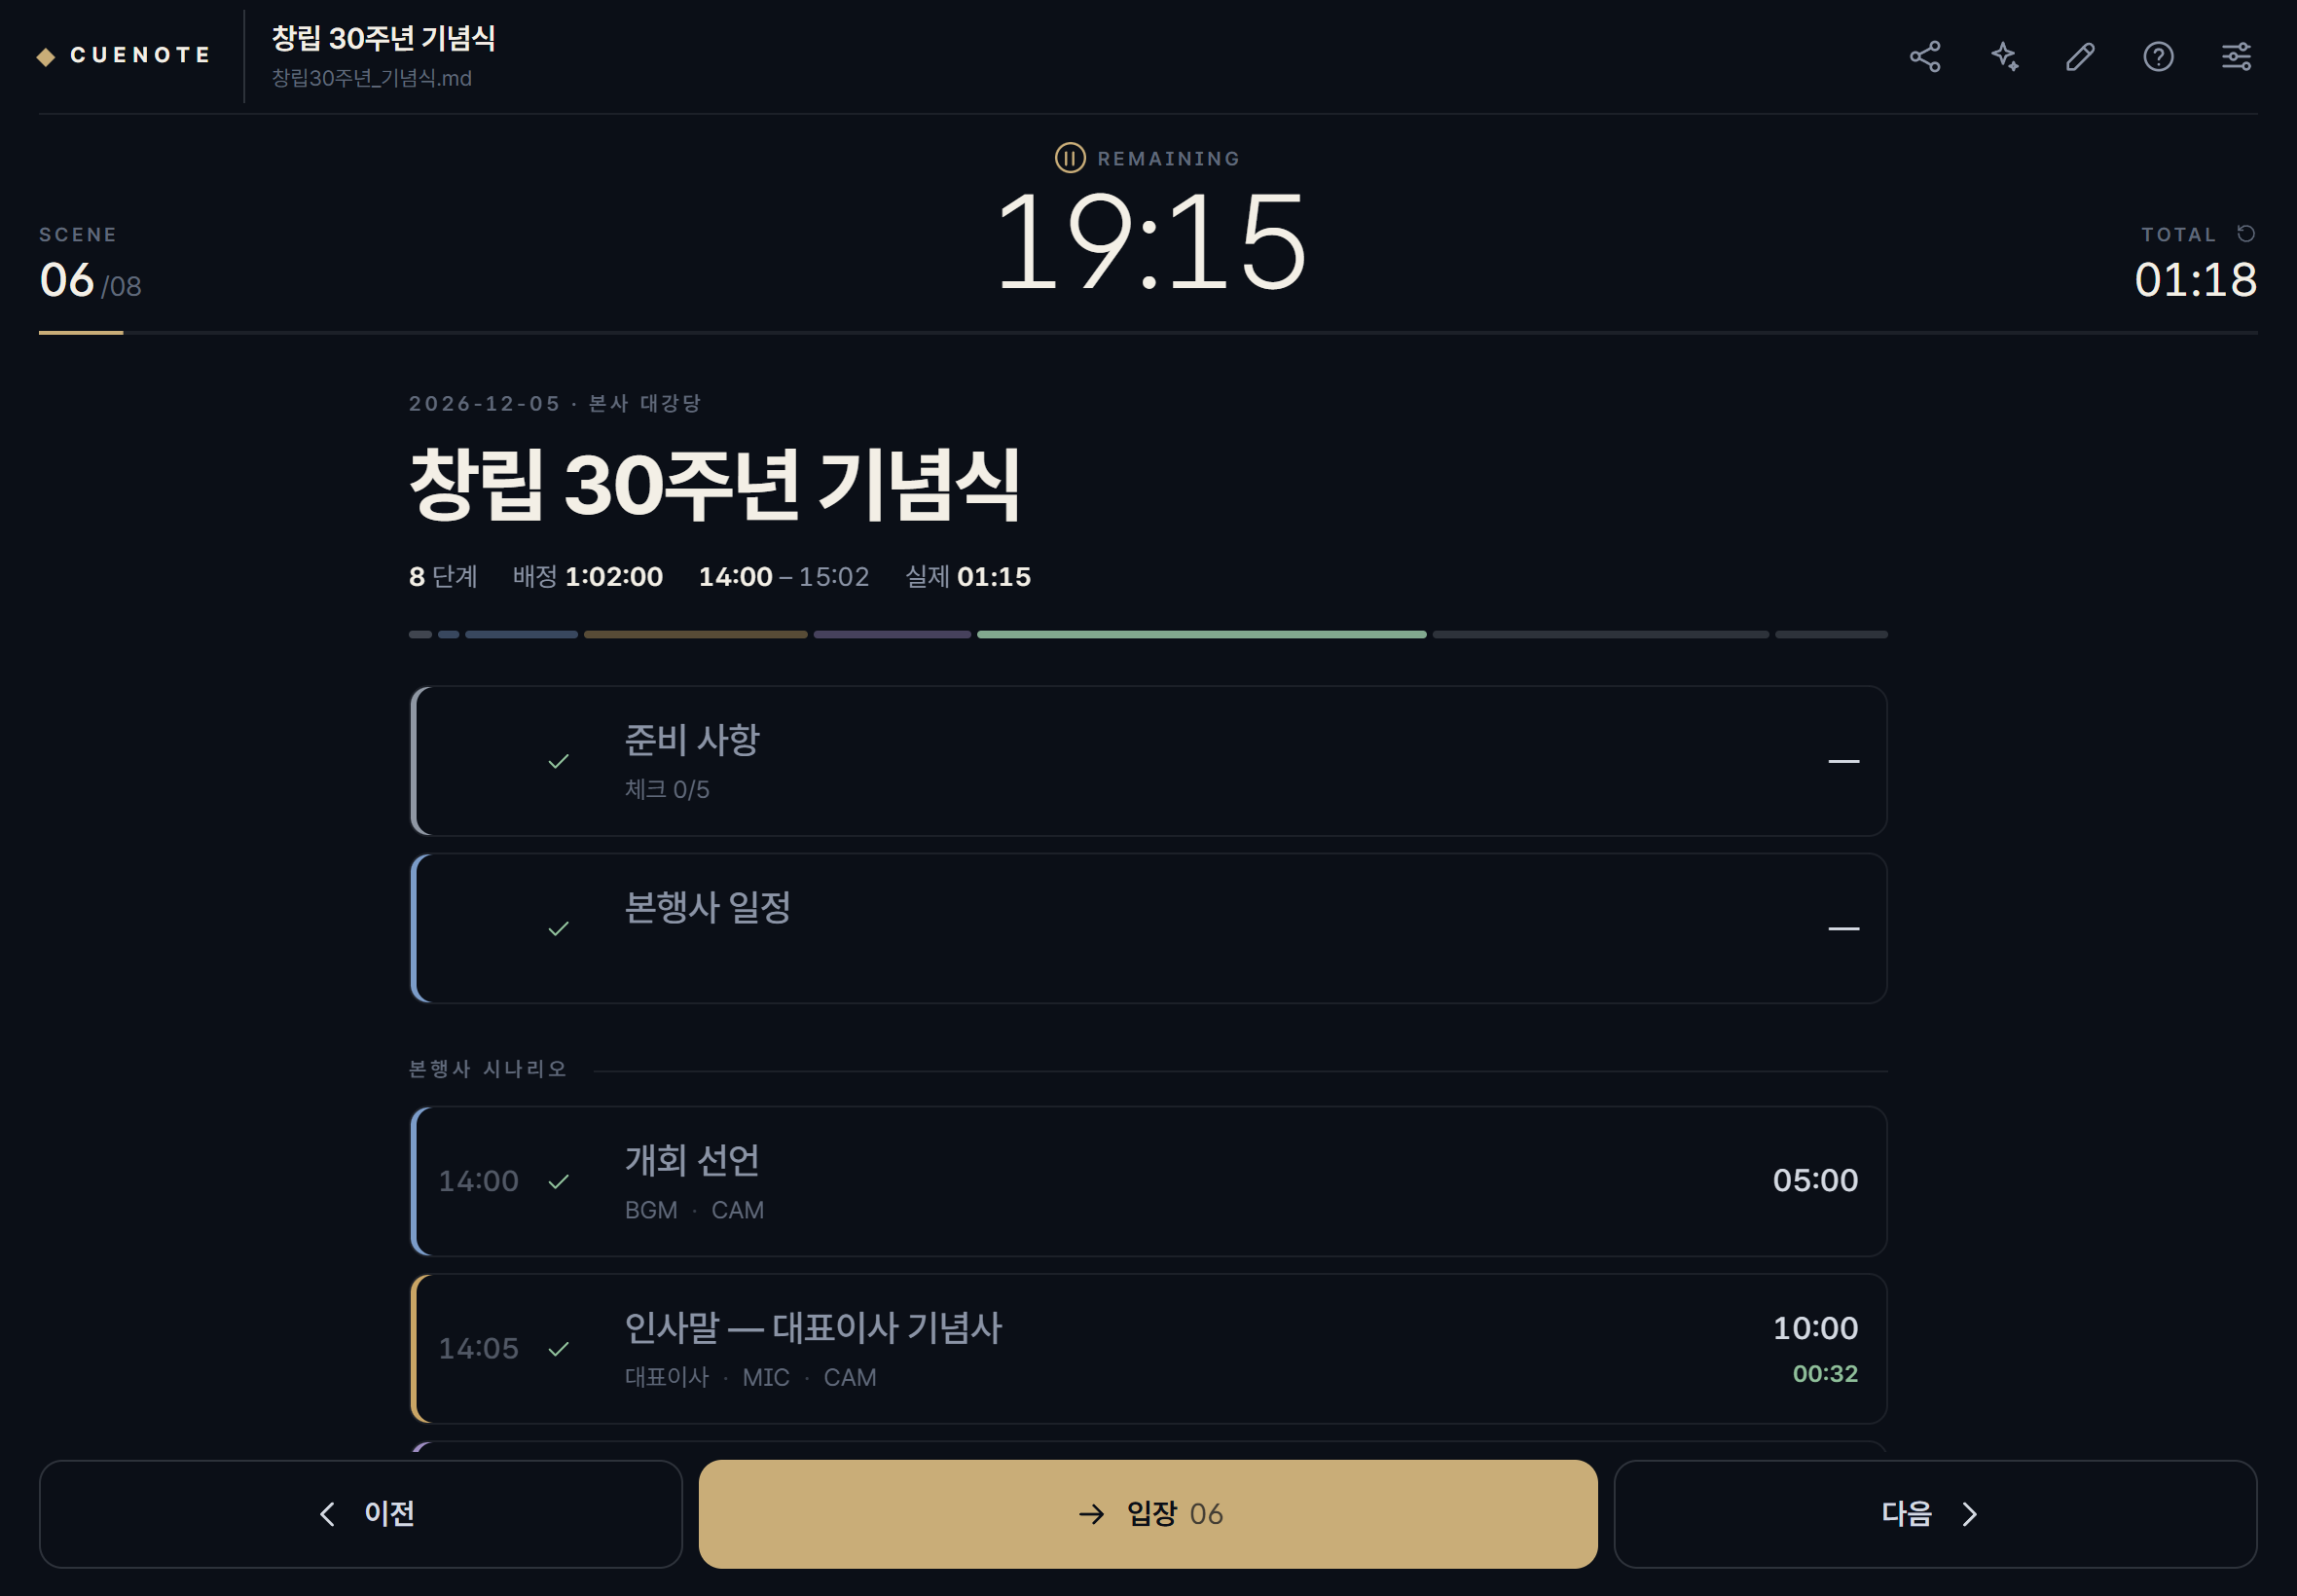 CUENOTE
창립 30주년 기념식
창립30주년_기념식.md
REMAINING
19:15
SCENE
06 /08
TOTAL
01:18
2026-12-05 · 본사 대강당
창립 30주년 기념식
8 단계 배정 1:02:00 14:00 – 15:02 실제 01:15
준비 사항
체크 0/5
—
본행사 일정
—
본행사 시나리오
14:00
개회 선언
BGM · CAM
05:00
14:05
인사말 — 대표이사 기념사
대표이사 · MIC · CAM
10:00
00:32
이전
입장 06
다음